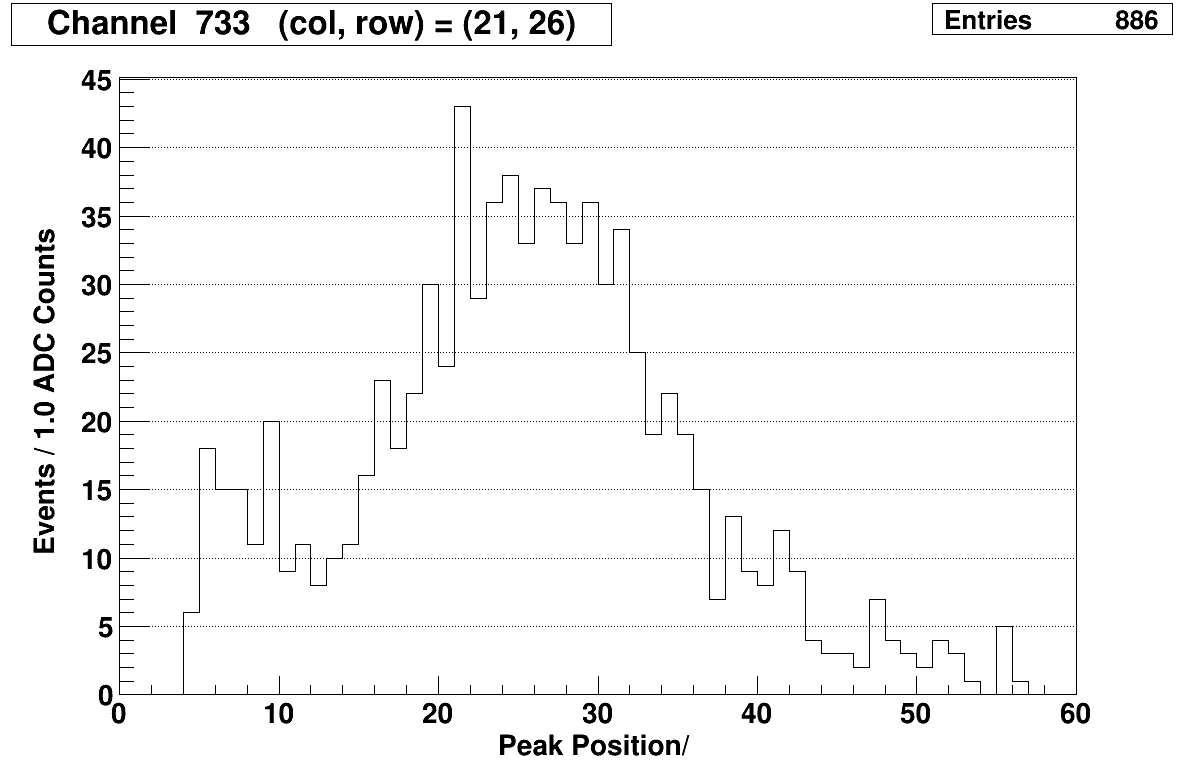 Channel 733 (col, row) = (21, 26)
Entries 886
45
40
35
30
25
20
15
10
5
0
Events / 1.0 ADC Counts
0 10 20 30 40 50 60
Peak Position/